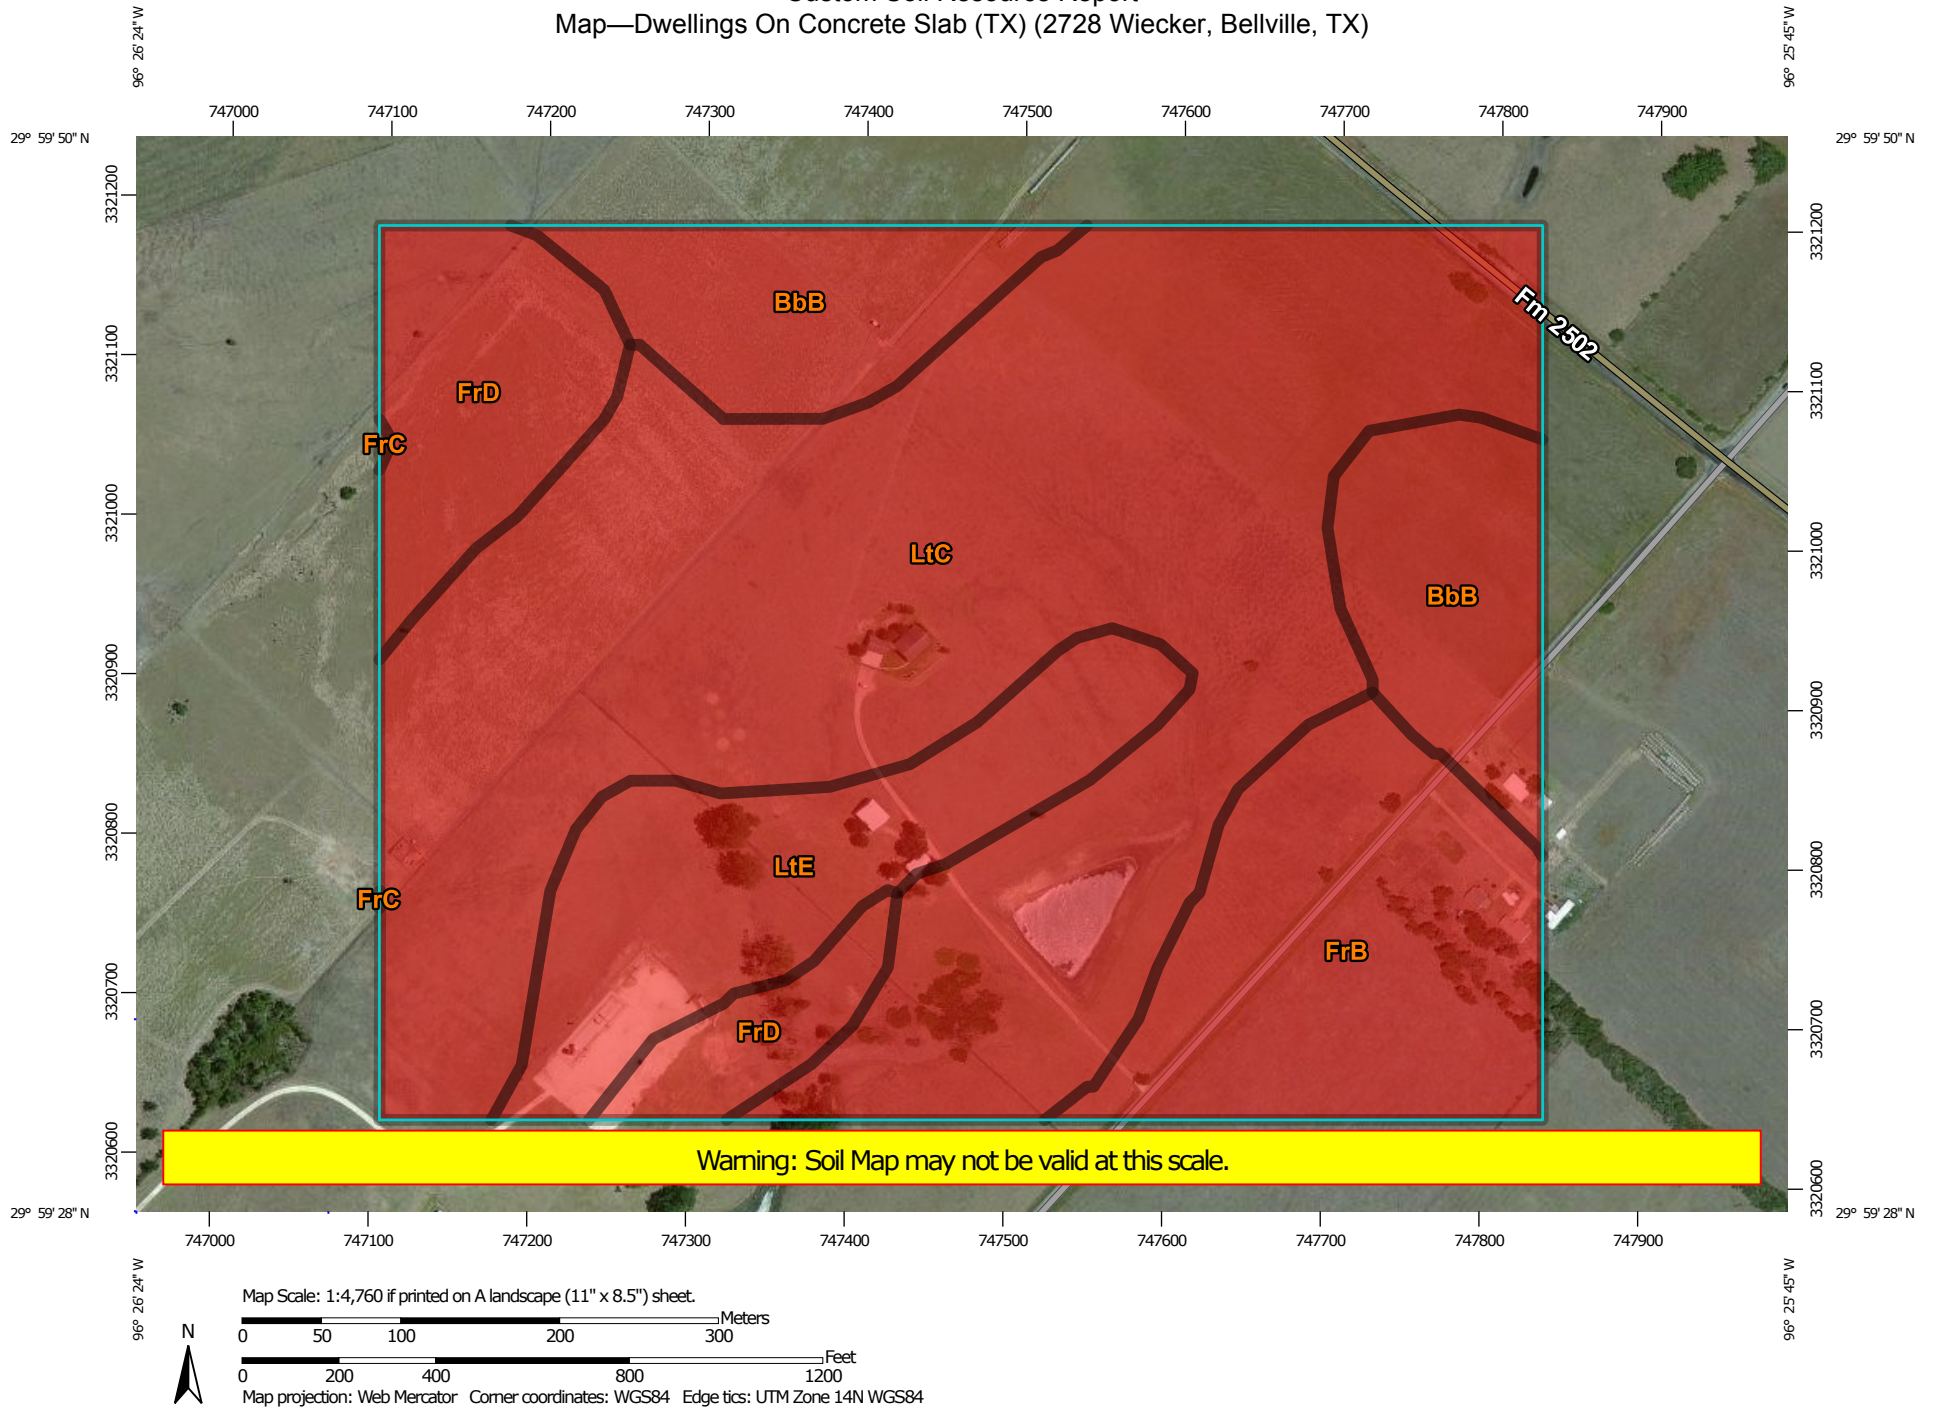 Custom Soil Resource Report
Map—Dwellings On Concrete Slab (TX) (2728 Wiecker, Bellville, TX)
96° 26' 24" W
96° 25' 45" W
747000 747100 747200 747300 747400 747500 747600 747700 747800 747900
29° 59' 50" N
29° 59' 50" N
3321200
3321100
3321000
3320900
3320800
3320700
3320600
3321200
3321100
3321000
3320900
3320800
3320700
3320600
BbB
Fm 2502
FrD
FrC
LtC
BbB
LtE
FrC
FrB
FrD
Warning: Soil Map may not be valid at this scale.
29° 59' 28" N
29° 59' 28" N
747000 747100 747200 747300 747400 747500 747600 747700 747800 747900
96° 26' 24" W
96° 25' 45" W
Map Scale: 1:4,760 if printed on A landscape (11" x 8.5") sheet.
Meters
0 50 100 200 300
N
Feet
0 200 400 800 1200
Map projection: Web Mercator Corner coordinates: WGS84 Edge tics: UTM Zone 14N WGS84